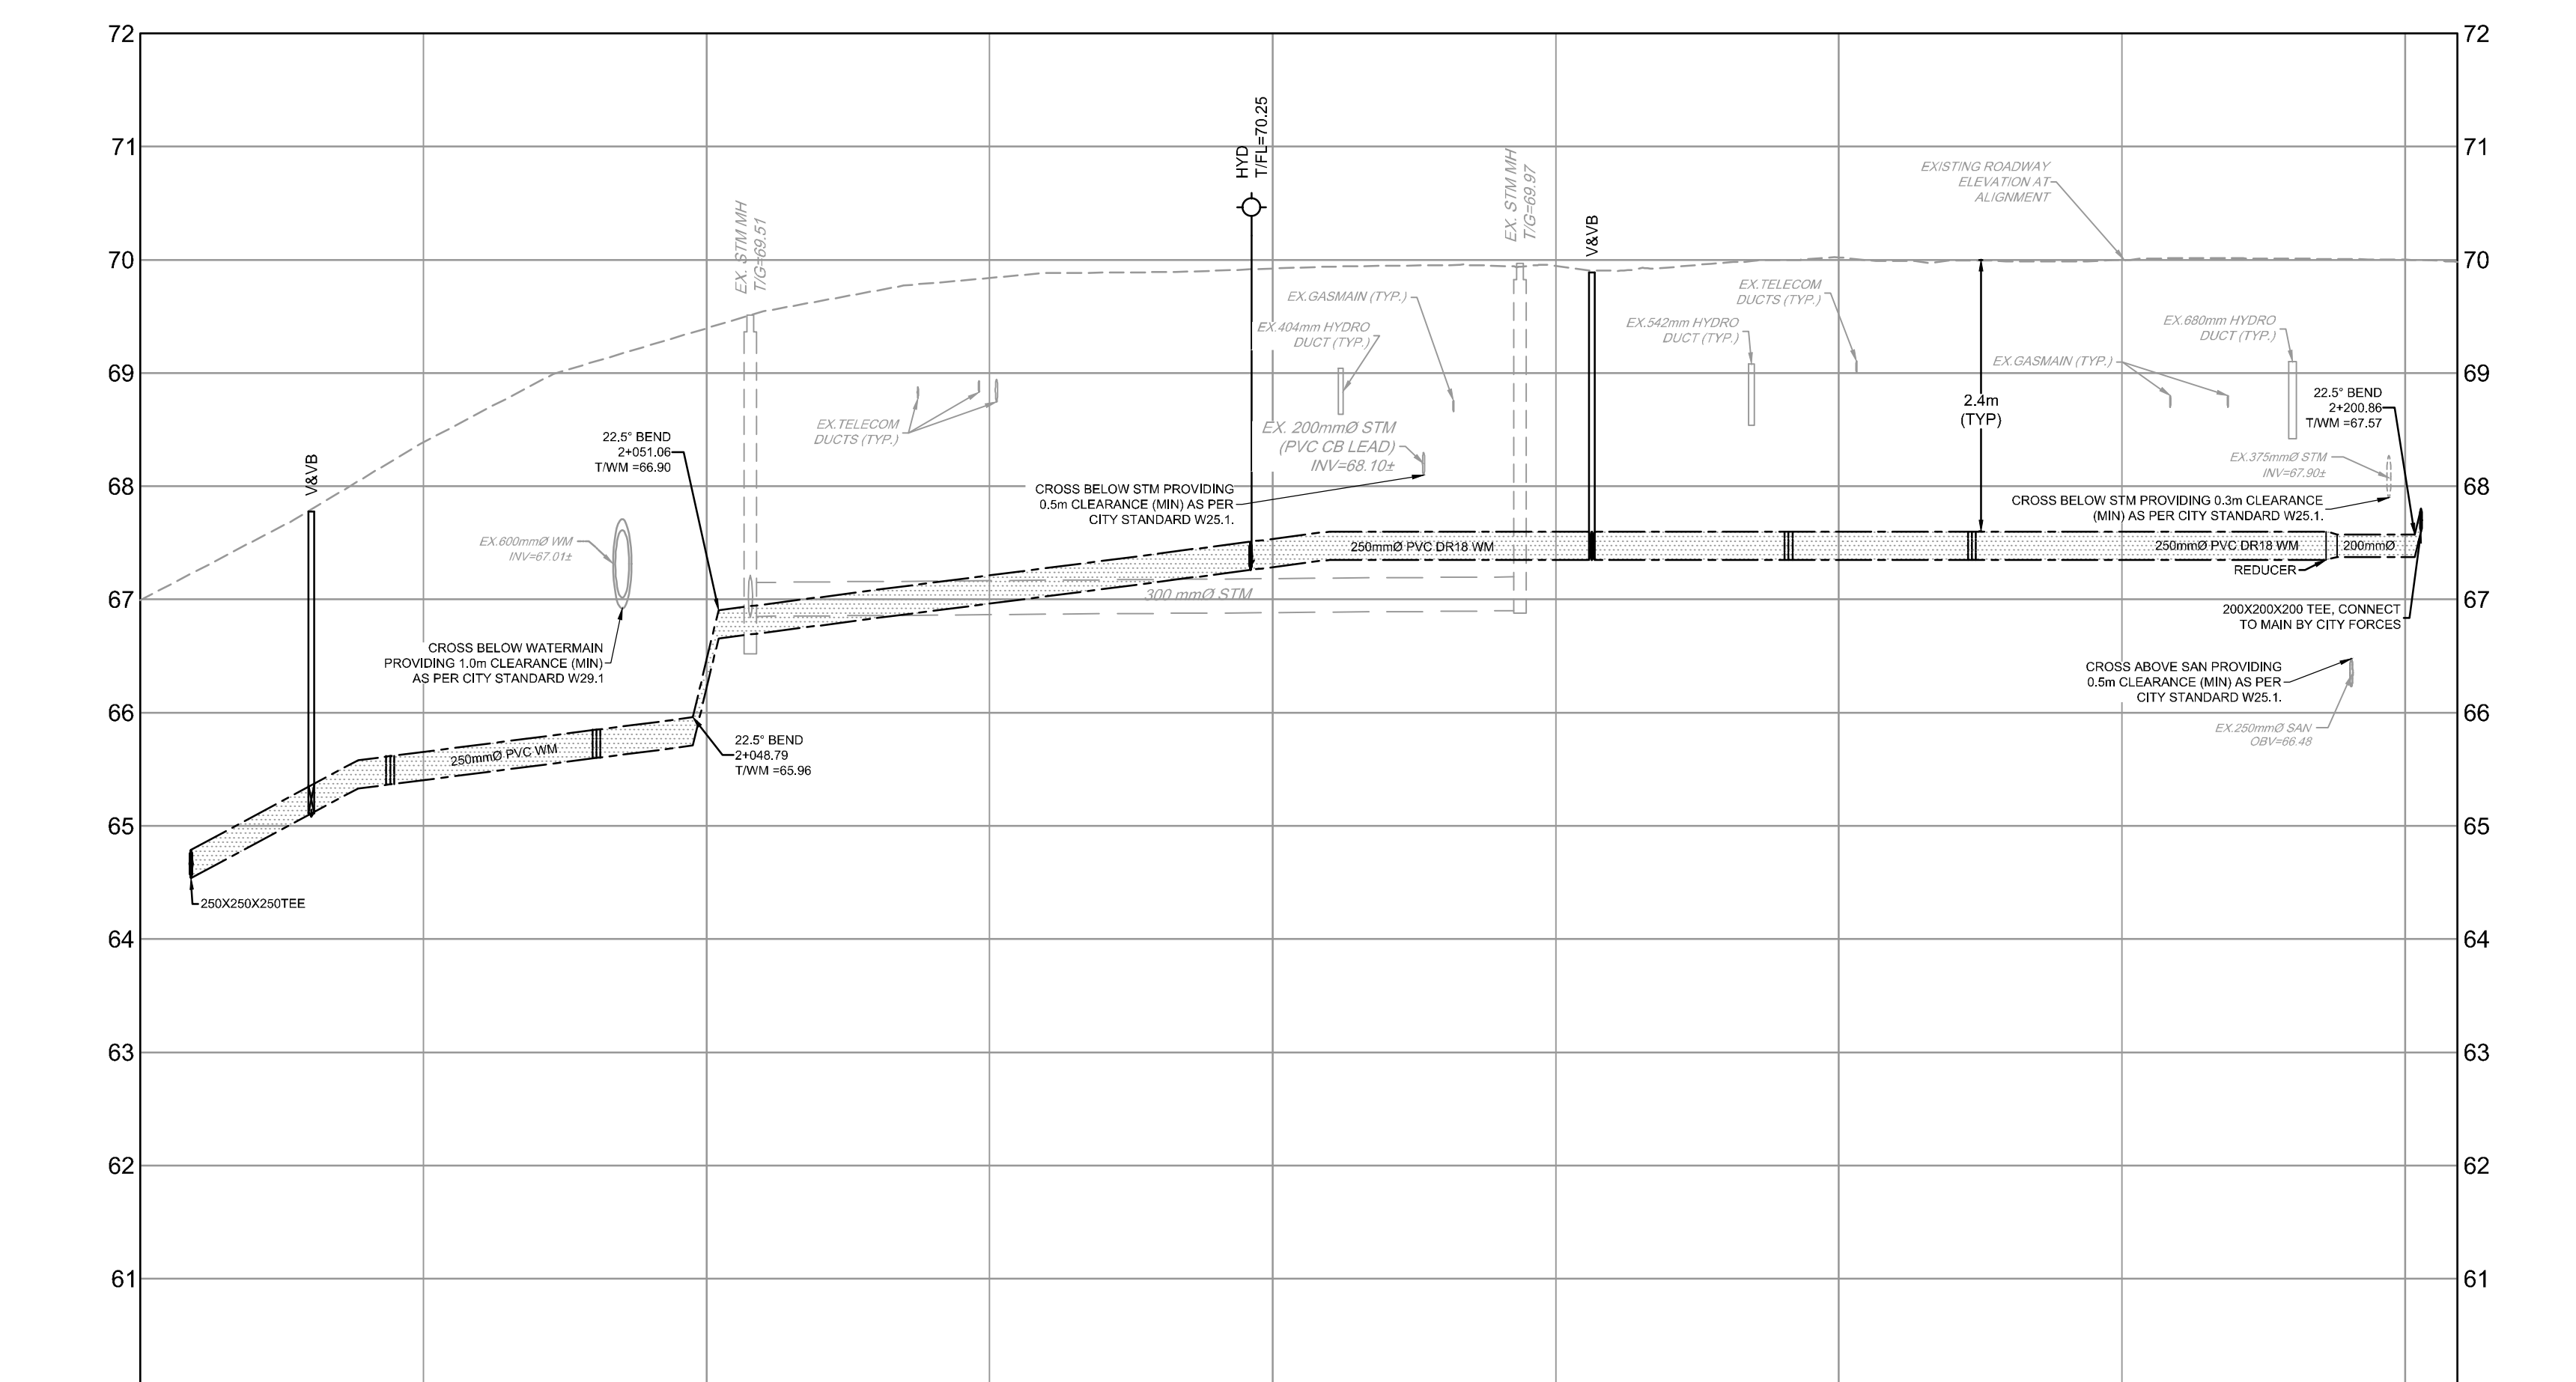 72
72
71
71
70
70
69
69
68
68
67
67
66
66
65
65
64
64
63
63
62
62
61
61
V&VB
EX.600mmØ WM
INV=67.01±
CROSS BELOW WATERMAIN
PROVIDING 1.0m CLEARANCE (MIN)
AS PER CITY STANDARD W29.1
250mmØ PVC WM
250X250X250TEE
22.5° BEND
2+051.06
T/WM =66.90
22.5° BEND
2+048.79
T/WM =65.96
EX. STM MH
T/G=69.51
EX.TELECOM
DUCTS (TYP.)
HYD
T/FL=70.25
300 mmØ STM
CROSS BELOW STM PROVIDING
0.5m CLEARANCE (MIN) AS PER
CITY STANDARD W25.1.
EX.GASMAIN (TYP.)
EX.404mm HYDRO
DUCT (TYP.)
EX. 200mmØ STM
(PVC CB LEAD)
INV=68.10±
EX. STM MH
T/G=69.97
V&VB
250mmØ PVC DR18 WM
EX.542mm HYDRO
DUCT (TYP.)
EX.TELECOM
DUCTS (TYP.)
EXISTING ROADWAY
ELEVATION AT
ALIGNMENT
2.4m
(TYP)
EX.GASMAIN (TYP.)
EX.680mm HYDRO
DUCT (TYP.)
22.5° BEND
2+200.86
T/WM =67.57
EX.375mmØ STM
INV=67.90±
CROSS BELOW STM PROVIDING 0.3m CLEARANCE
(MIN) AS PER CITY STANDARD W25.1.
250mmØ PVC DR18 WM
200mmØ
REDUCER
200X200X200 TEE, CONNECT
TO MAIN BY CITY FORCES
CROSS ABOVE SAN PROVIDING
0.5m CLEARANCE (MIN) AS PER
CITY STANDARD W25.1.
EX.250mmØ SAN
OBV=66.48